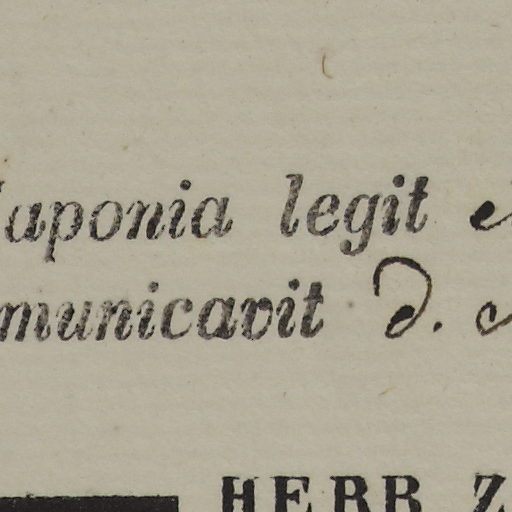 Japonia legit e
municavit d.
HERB Z